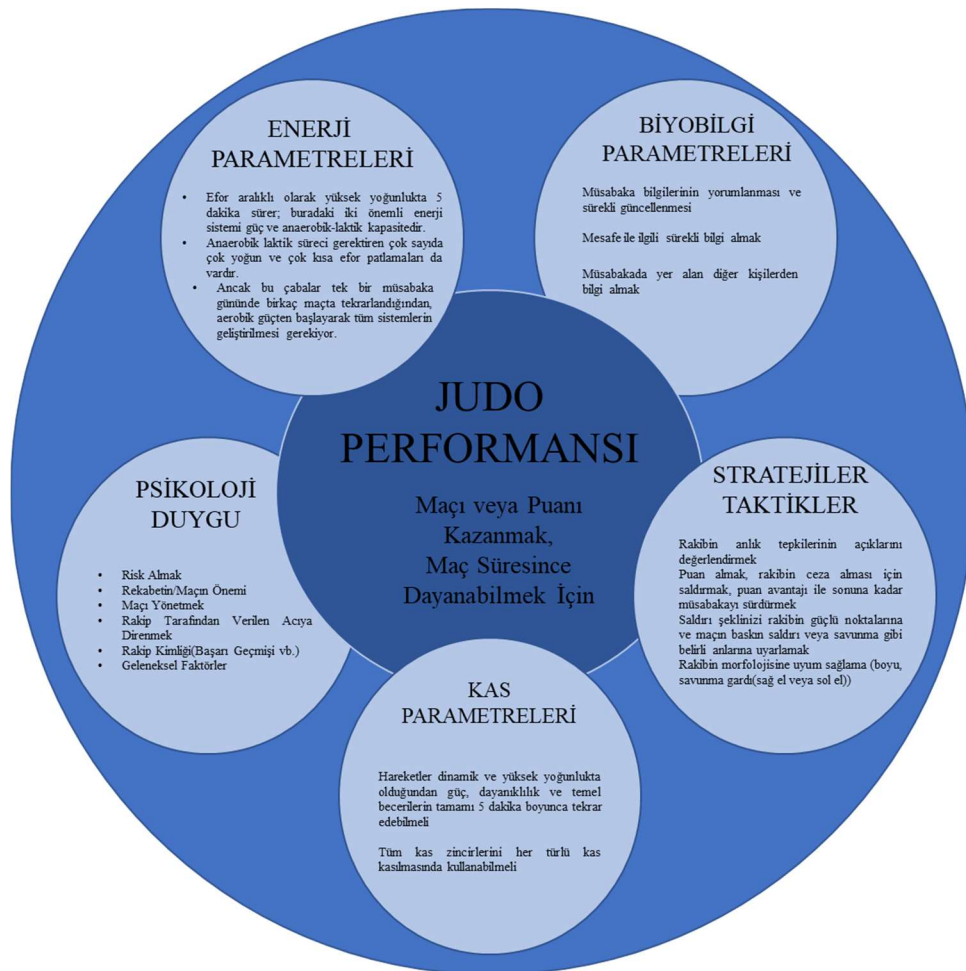 ENERJİ
PARAMETRELERİ
• Efor aralıklı olarak yüksek yoğunlukta 5
dakika sürer; buradaki iki önemli enerji
sistemi güç ve anaerobik-laktik kapasitedir.
• Anaerobik laktik süreci gerektiren çok sayıda
çok yoğun ve çok kısa efor patlamaları da
vardır.
• Ancak bu çabalar tek bir müsabaka
gününde birkaç maçta tekrarlandığından,
aerobik güçten başlayarak tüm sistemlerin
geliştirilmesi gerekiyor.
BİYOBİLGİ
PARAMETRELERİ
Müsabaka bilgilerinin yorumlanması ve
sürekli güncellenmesi
Mesafe ile ilgili sürekli bilgi almak
Müsabakada yer alan diğer kişilerden
bilgi almak
JUDO
PERFORMANSI
Maçı veya Puanı
Kazanmak,
Maç Süresince
Dayanabilmek İçin
PSİKOLOJİ
DUYGU
• Risk Almak
• Rekabetin/Maçın Önemi
• Maçı Yönetmek
• Rakip Tarafından Verilen Acıya
Direnmek
• Rakip Kimliği(Başarı Geçmişi vb.)
• Geleneksel Faktörler
STRATEJİLER
TAKTİKLER
Rakibin anlık tepkilerinin açıklarını
değerlendirmek
Puan almak, rakibin ceza alması için
saldırmak, puan avantajı ile sonuna kadar
müsabakayı sürdürmek
Saldırı şeklinizi rakibin güçlü noktalarına
ve maçın baskın saldırı veya savunma gibi
belirli anlarına uyarlamak
Rakibin morfolojisine uyum sağlama (boyu,
savunma gardı(sağ el veya sol el))
KAS
PARAMETRELERİ
Hareketler dinamik ve yüksek yoğunlukta
olduğundan güç, dayanıklılık ve temel
becerilerin tamamı 5 dakika boyunca tekrar
edebilmeli
Tüm kas zincirlerini her türlü kas
kasılmasında kullanabilmeli